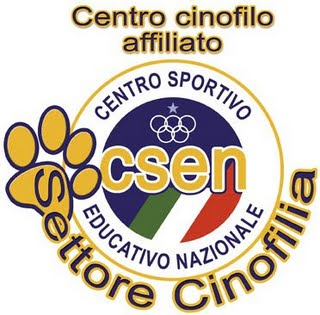 Centro cinofilo
affiliato
CENTRO SPORTIVO
csen
EDUCATIVO NAZIONALE
Settore Cinofilia